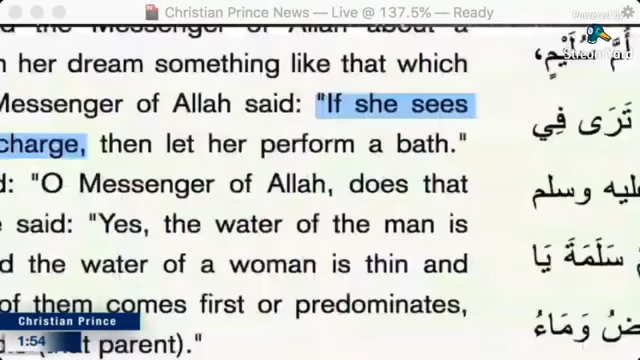 Christian Prince News — Live @ 137.5% — Ready
Powered by
StreamYard
the Messenger of Allah about a
her dream something like that which
Messenger of Allah said: "If she sees
charge, then let her perform a bath."
d: "O Messenger of Allah, does that
said: "Yes, the water of the man is
d the water of a woman is thin and
of them comes first or predominates,
parent)."
أُمَّ سُلَيْمٍ،
تَرَى فِي
عليه وسلم
سَلَمَةَ يَا
وَمَاءُ
Christian Prince
1:54